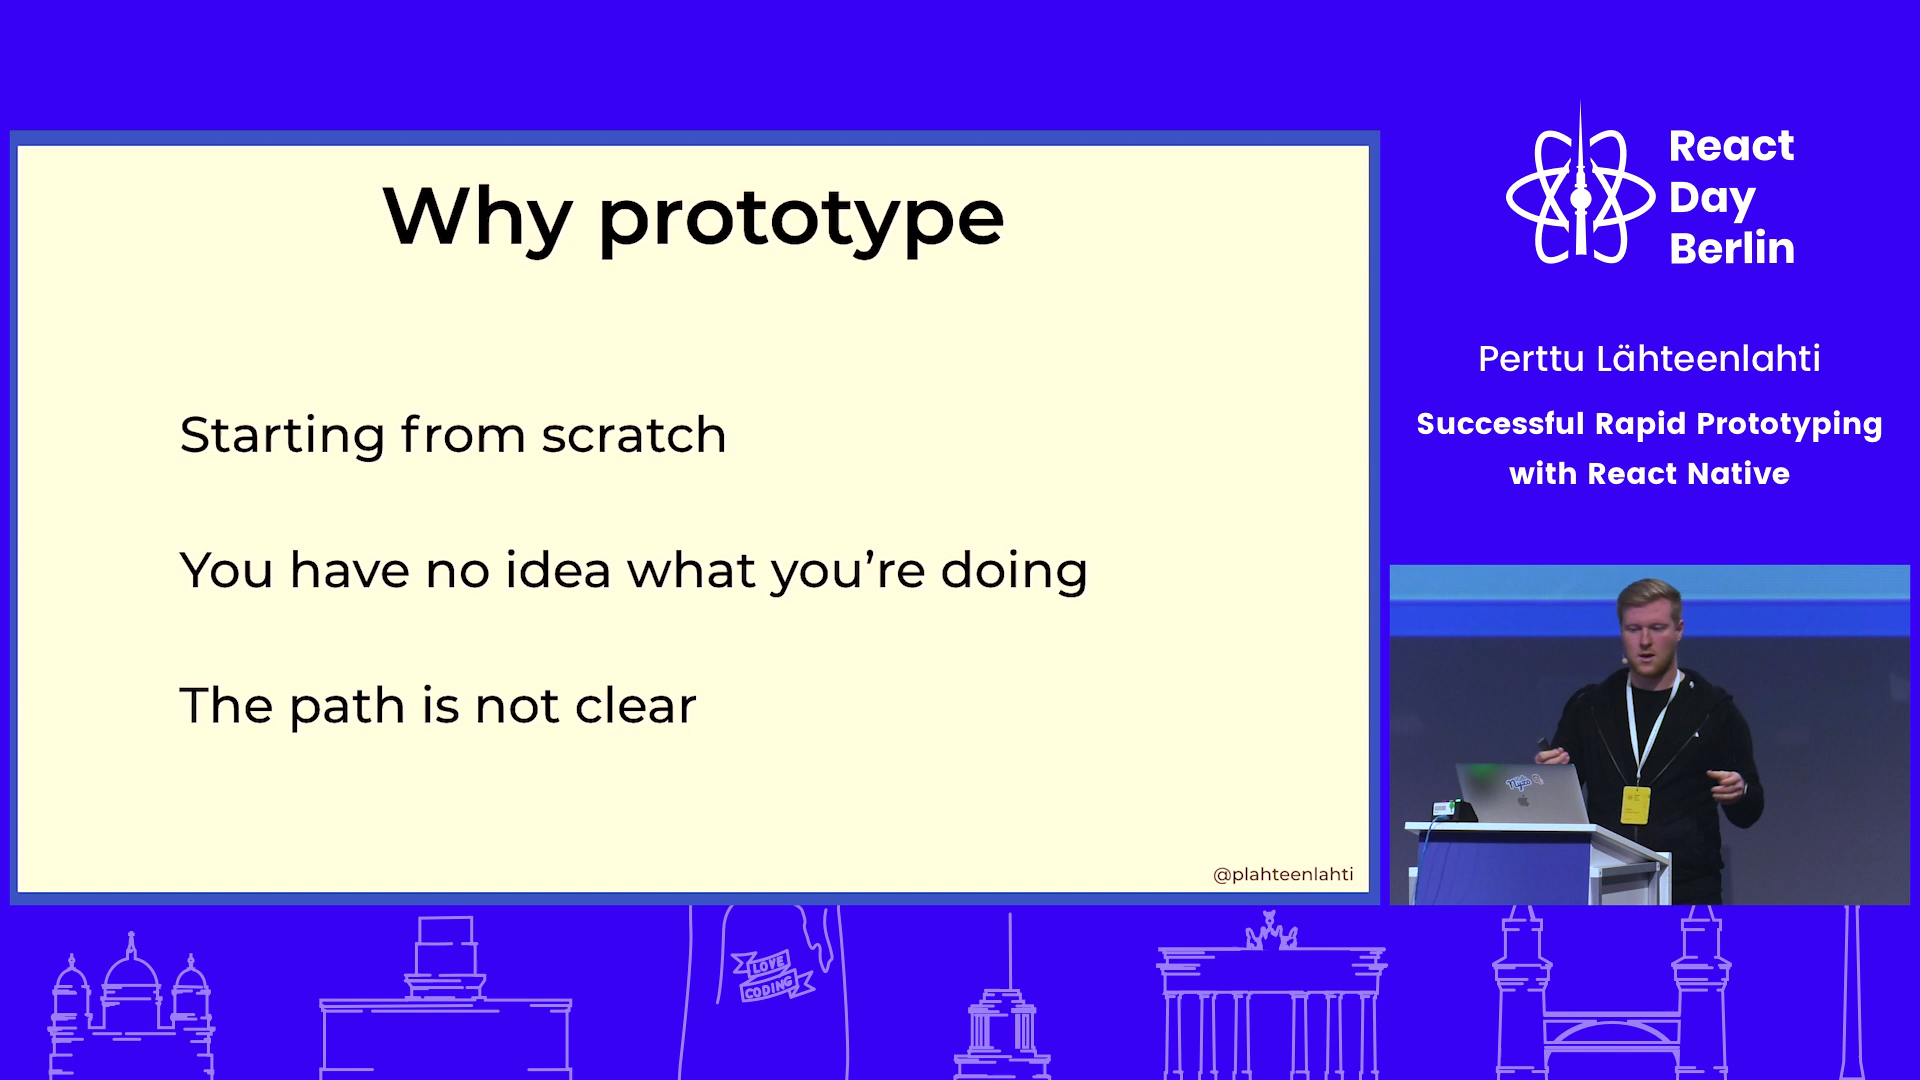 Why prototype
Starting from scratch
You have no idea what you’re doing
The path is not clear
@plahteenlahti
React
Day
Berlin
Perttu Lähteenlahti
Successful Rapid Prototyping
with React Native
LOVE
CODING